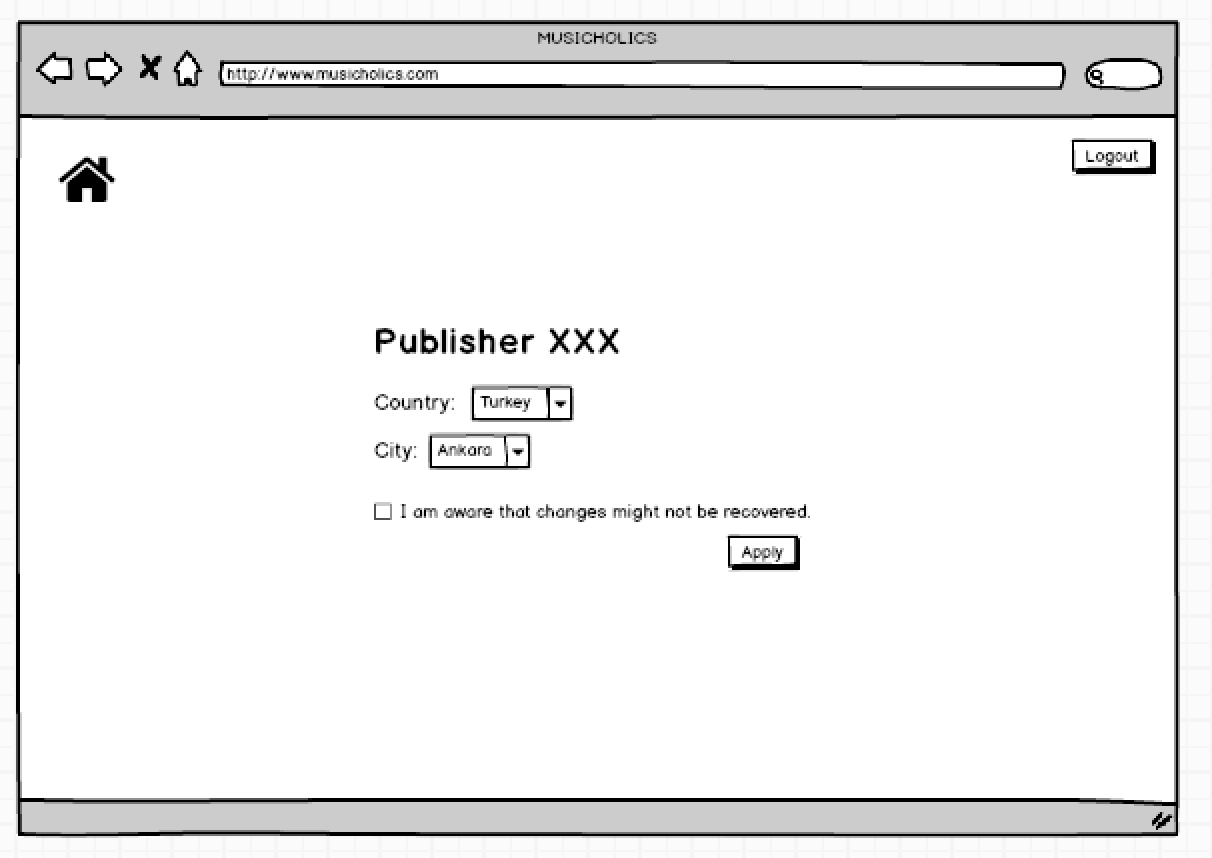 MUSICHOLICS
http://www.musicholics.com
Logout
Publisher XXX
Country: Turkey
City: Ankara
I am aware that changes might not be recovered.
Apply